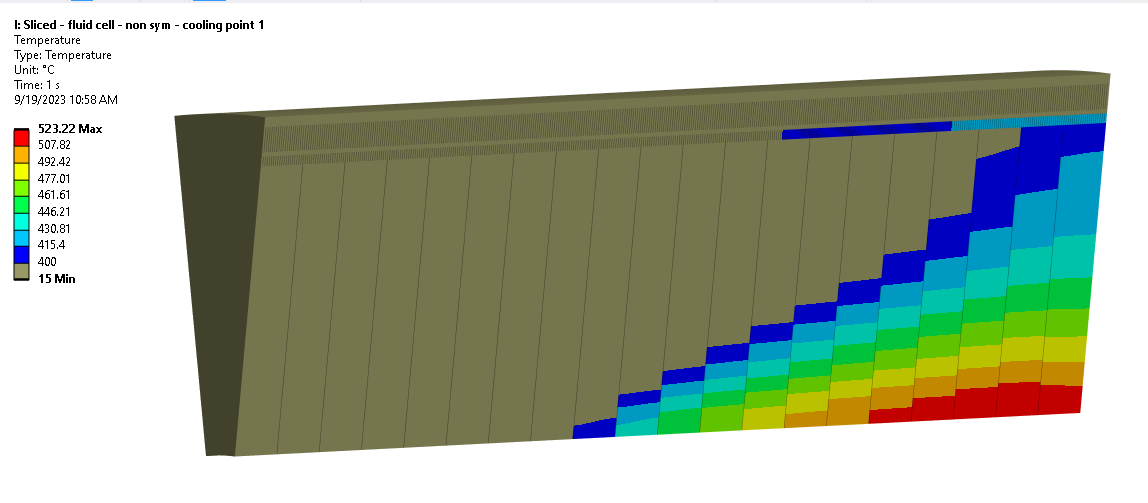 I: Sliced - fluid cell - non sym - cooling point 1
Temperature
Type: Temperature
Unit: °C
Time: 1 s
9/19/2023 10:58 AM
523.22 Max
507.82
492.42
477.01
461.61
446.21
430.81
415.4
400
15 Min